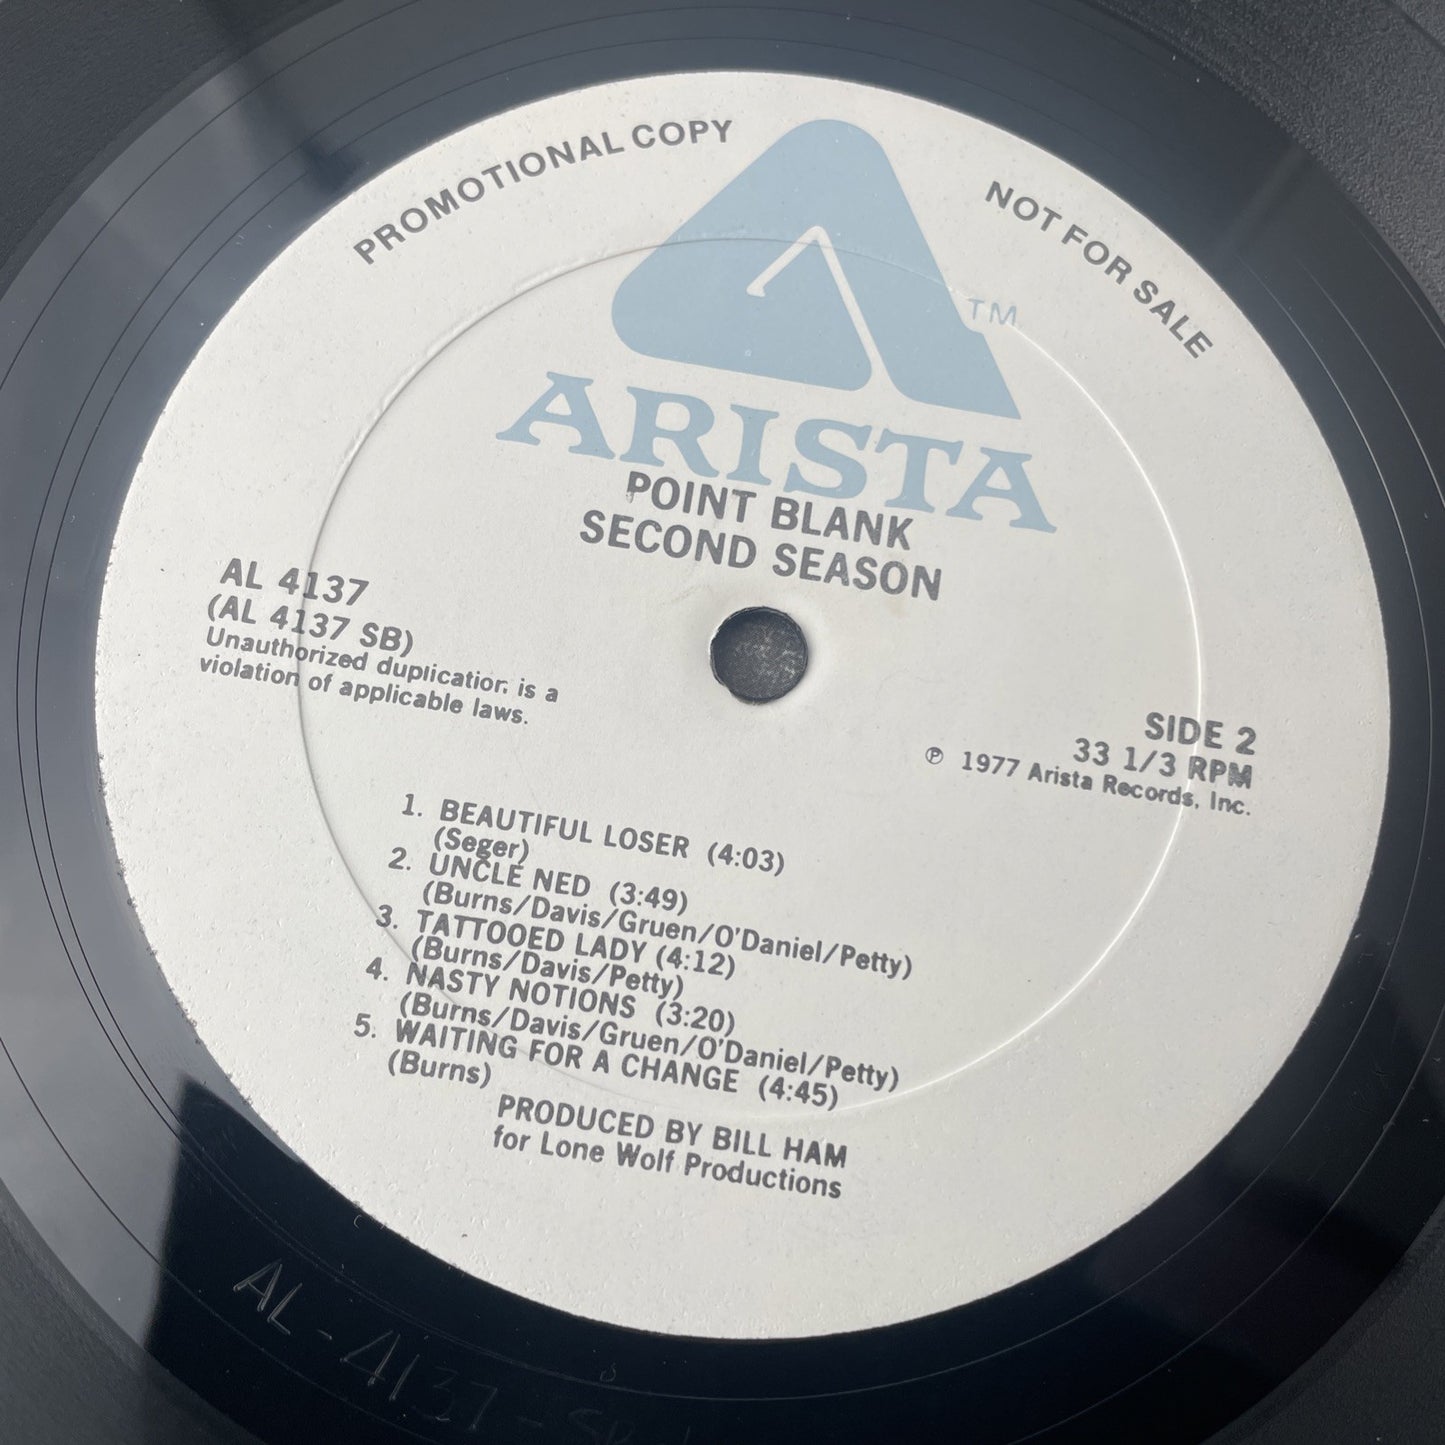 PROMOTIONAL COPY
NOT FOR SALE
TM
ARISTA
POINT BLANK
SECOND SEASON
AL 4137
(AL 4137 SB)
Unauthorized duplication is a
violation of applicable laws.
SIDE 2
33 1/3 RPM
℗ 1977 Arista Records, Inc.
1. BEAUTIFUL LOSER (4:03)
(Seger)
2. UNCLE NED (3:49)
(Burns/Davis/Gruen/O'Daniel/Petty)
3. TATTOOED LADY (4:12)
(Burns/Davis/Petty)
4. NASTY NOTIONS (3:20)
(Burns/Davis/Gruen/O'Daniel/Petty)
5. WAITING FOR A CHANGE (4:45)
(Burns)
PRODUCED BY BILL HAM
for Lone Wolf Productions
AL-4137-